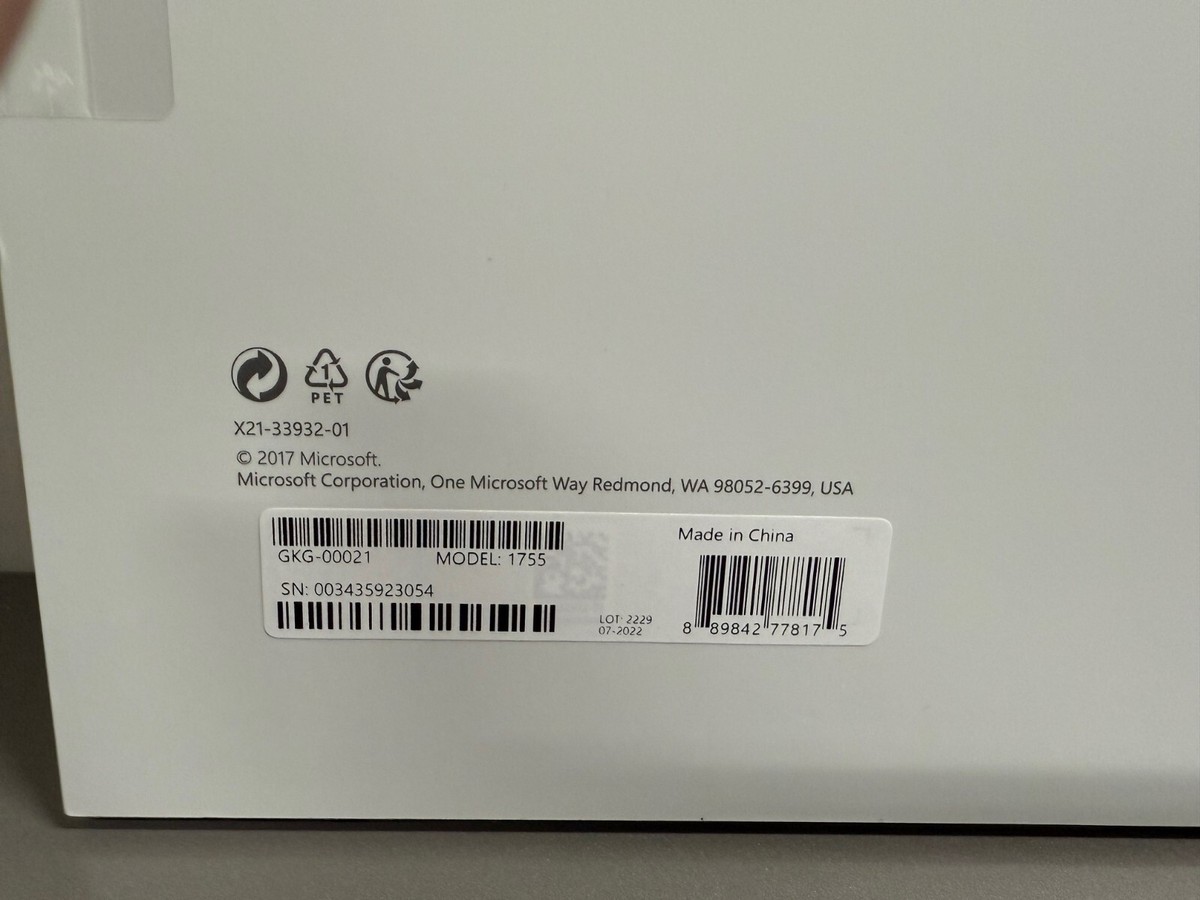 1
PET
X21-33932-01
© 2017 Microsoft.
Microsoft Corporation, One Microsoft Way Redmond, WA 98052-6399, USA
GKG-00021 MODEL: 1755
SN: 003435923054
LOT: 2229
07-2022
Made in China
8 89842 77817 5